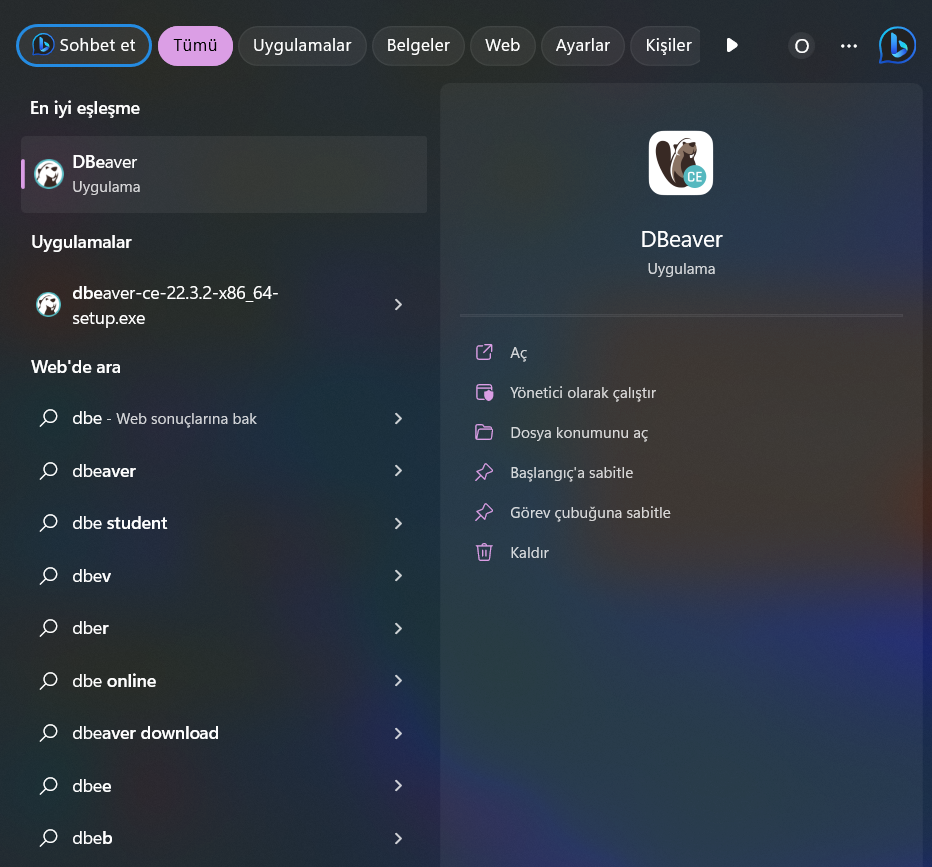 Sohbet et
Tümü
Uygulamalar
Belgeler
Web
Ayarlar
Kişiler
O
En iyi eşleşme
DBeaver
Uygulama
Uygulamalar
dbeaver-ce-22.3.2-x86_64-
setup.exe
Web'de ara
dbe - Web sonuçlarına bak
dbeaver
dbe student
dbev
dber
dbe online
dbeaver download
dbee
dbeb
CE
DBeaver
Uygulama
Aç
Yönetici olarak çalıştır
Dosya konumunu aç
Başlangıç'a sabitle
Görev çubuğuna sabitle
Kaldır